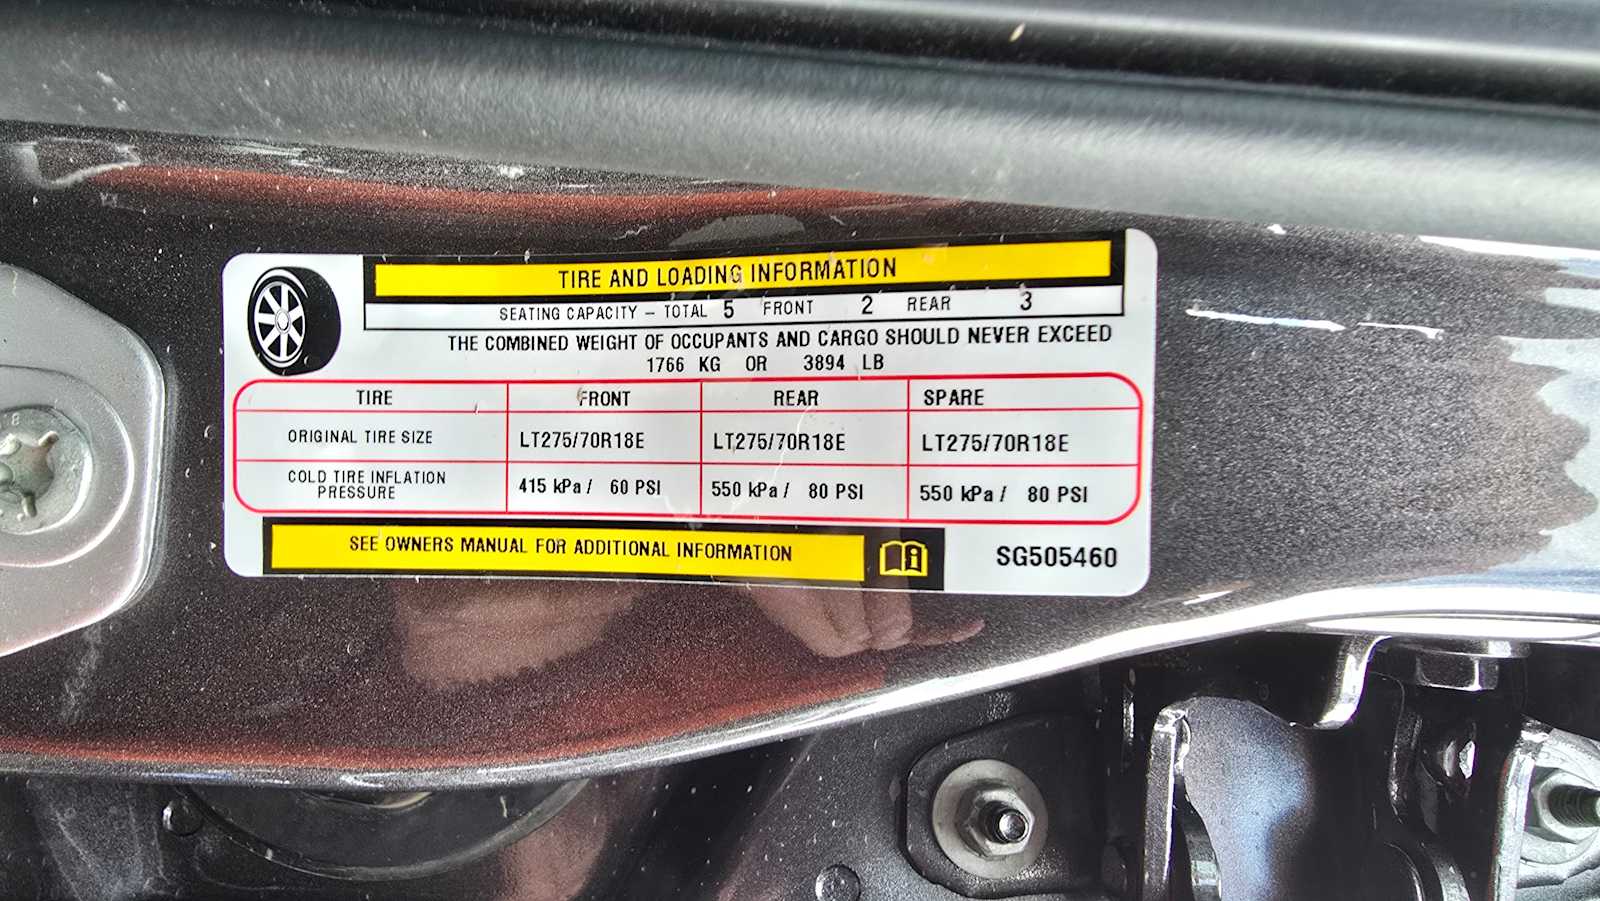 TIRE AND LOADING INFORMATION
SEATING CAPACITY – TOTAL 5 FRONT 2 REAR 3
THE COMBINED WEIGHT OF OCCUPANTS AND CARGO SHOULD NEVER EXCEED
1766 KG OR 3894 LB
TIRE FRONT REAR SPARE
ORIGINAL TIRE SIZE LT275/70R18E LT275/70R18E LT275/70R18E
COLD TIRE INFLATION
PRESSURE 415 kPa / 60 PSI 550 kPa / 80 PSI 550 kPa / 80 PSI
SEE OWNERS MANUAL FOR ADDITIONAL INFORMATION
SG505460